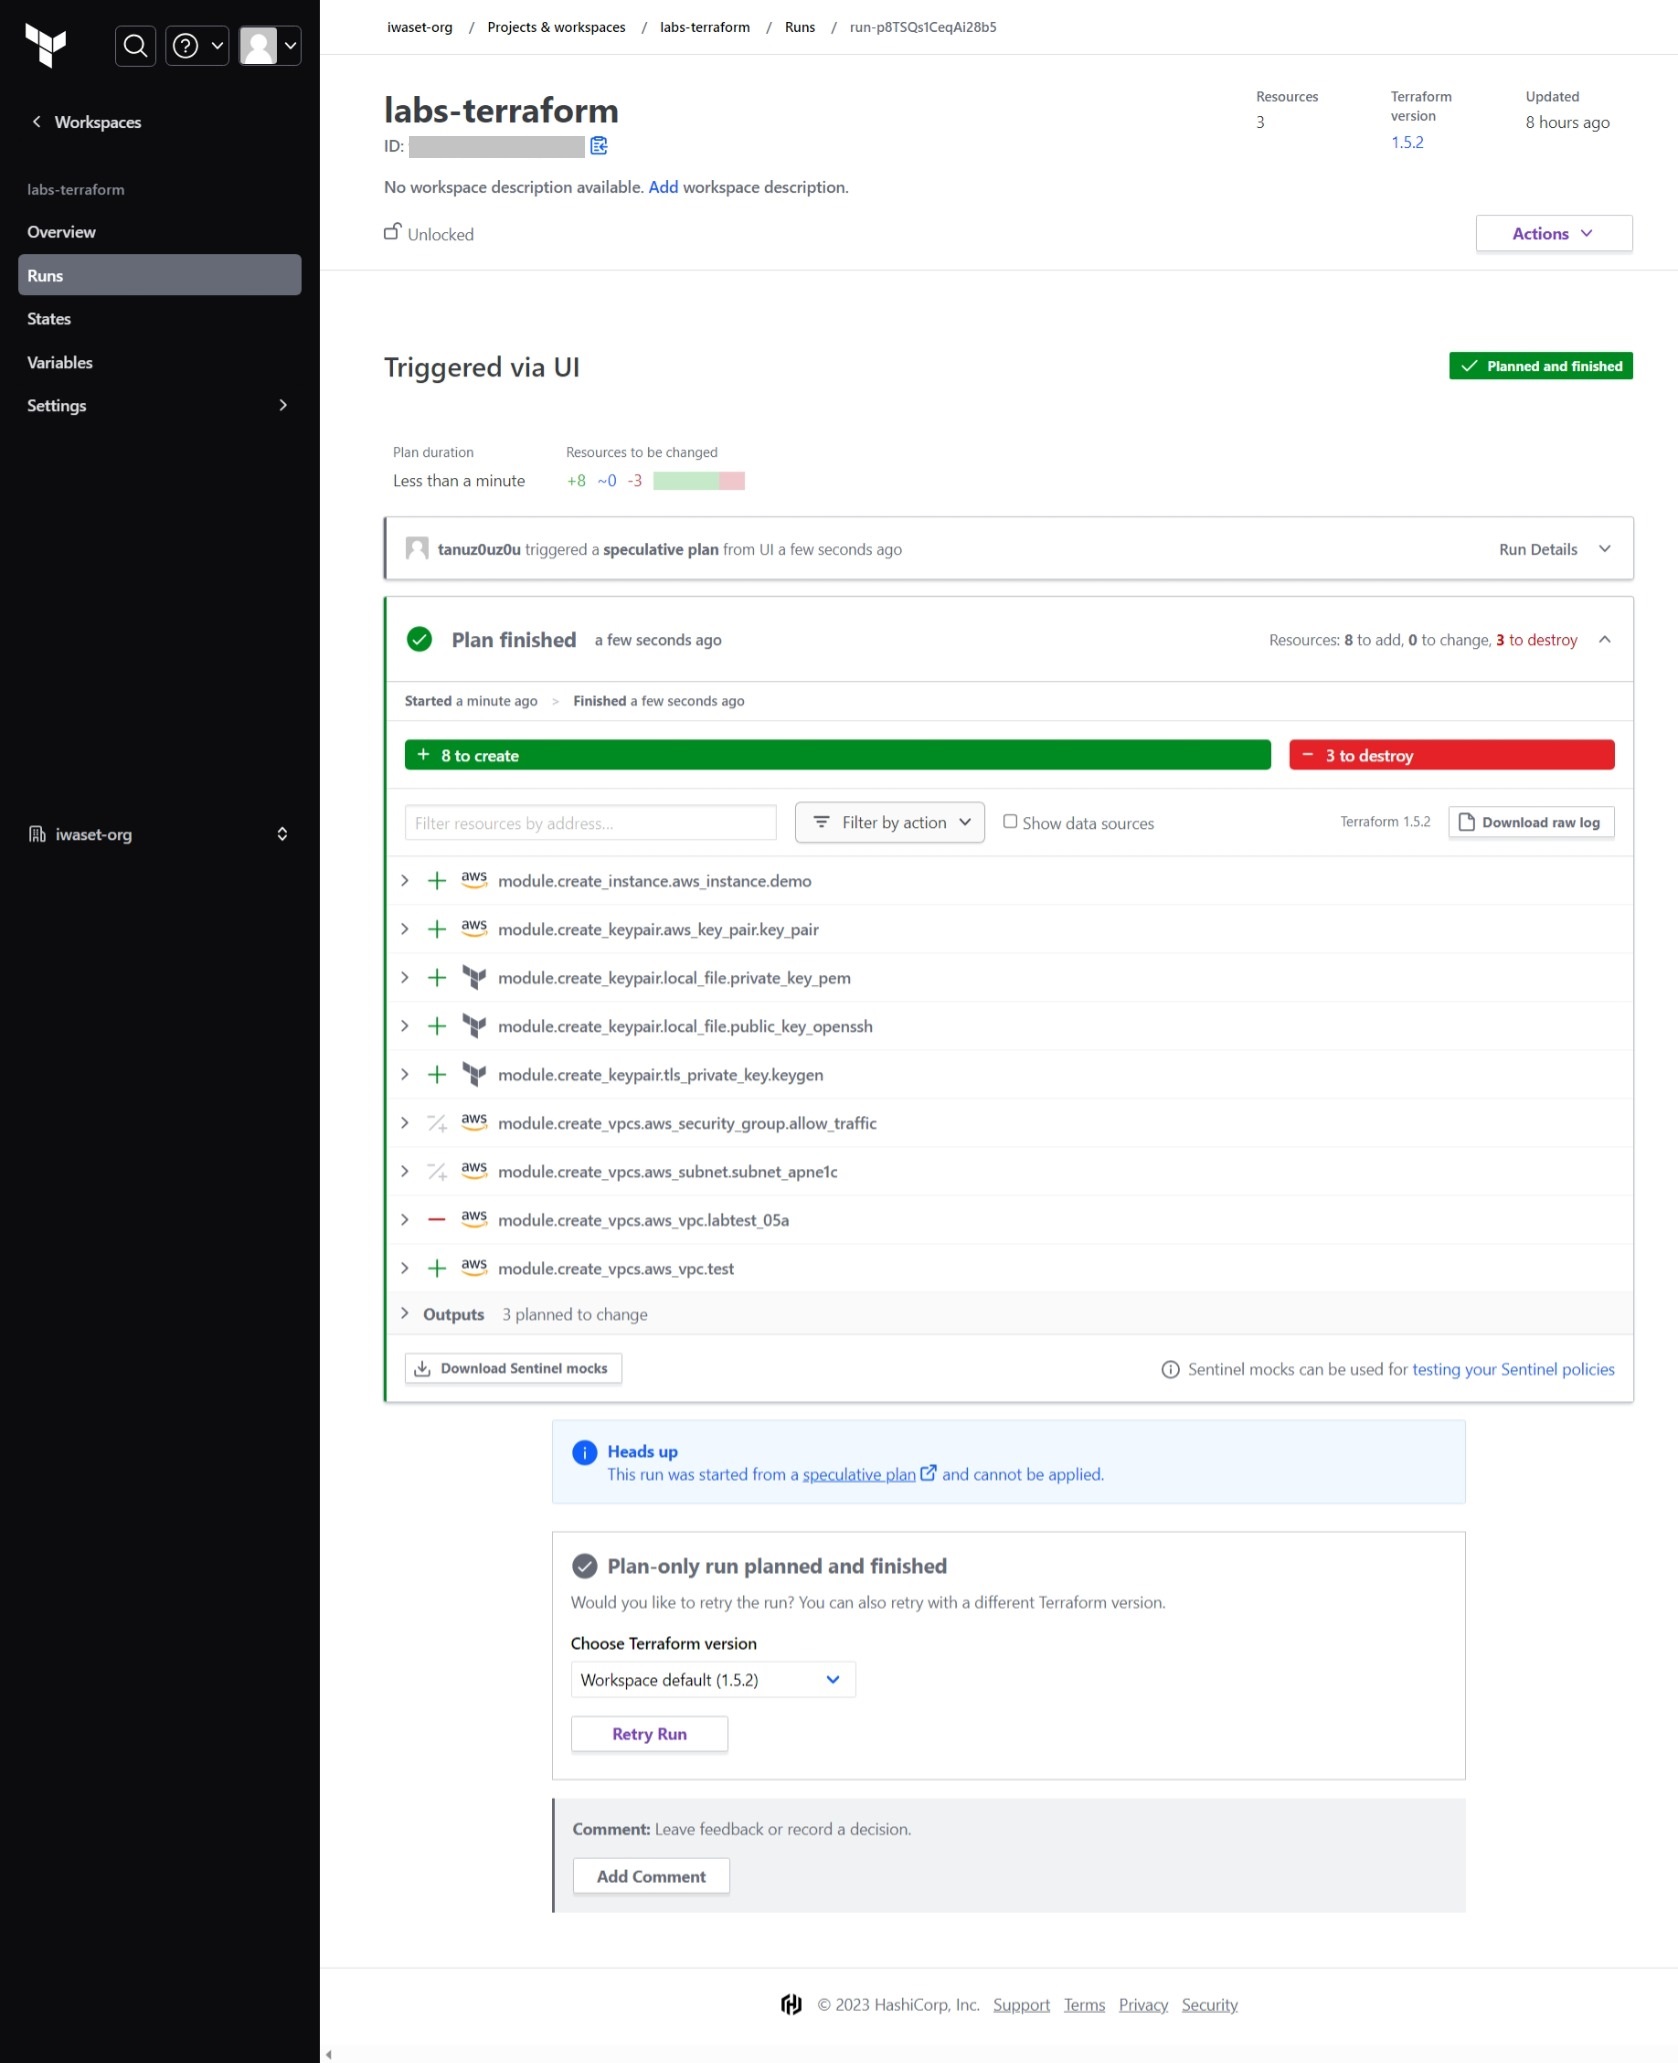 iwaset-org / Projects & workspaces / labs-terraform / Runs / run-p8TSQs1CeqAi28b5
Workspaces
labs-terraform
Overview
Runs
States
Variables
Settings
iwaset-org
labs-terraform
ID:
No workspace description available. Add workspace description.
Unlocked
Resources
3
Terraform version
1.5.2
Updated
8 hours ago
Actions
Triggered via UI
Planned and finished
Plan duration
Less than a minute
Resources to be changed
+8 ~0 -3
tanuz0uz0u triggered a speculative plan from UI a few seconds ago
Run Details
Plan finished a few seconds ago
Resources: 8 to add, 0 to change, 3 to destroy
Started a minute ago > Finished a few seconds ago
+ 8 to create
− 3 to destroy
Filter resources by address...
Filter by action
Show data sources
Terraform 1.5.2
Download raw log
aws module.create_instance.aws_instance.demo
aws module.create_keypair.aws_key_pair.key_pair
module.create_keypair.local_file.private_key_pem
module.create_keypair.local_file.public_key_openssh
module.create_keypair.tls_private_key.keygen
aws module.create_vpcs.aws_security_group.allow_traffic
aws module.create_vpcs.aws_subnet.subnet_apne1c
aws module.create_vpcs.aws_vpc.labtest_05a
aws module.create_vpcs.aws_vpc.test
Outputs 3 planned to change
Download Sentinel mocks
Sentinel mocks can be used for testing your Sentinel policies
Heads up
This run was started from a speculative plan and cannot be applied.
Plan-only run planned and finished
Would you like to retry the run? You can also retry with a different Terraform version.
Choose Terraform version
Workspace default (1.5.2)
Retry Run
Comment: Leave feedback or record a decision.
Add Comment
© 2023 HashiCorp, Inc. Support Terms Privacy Security